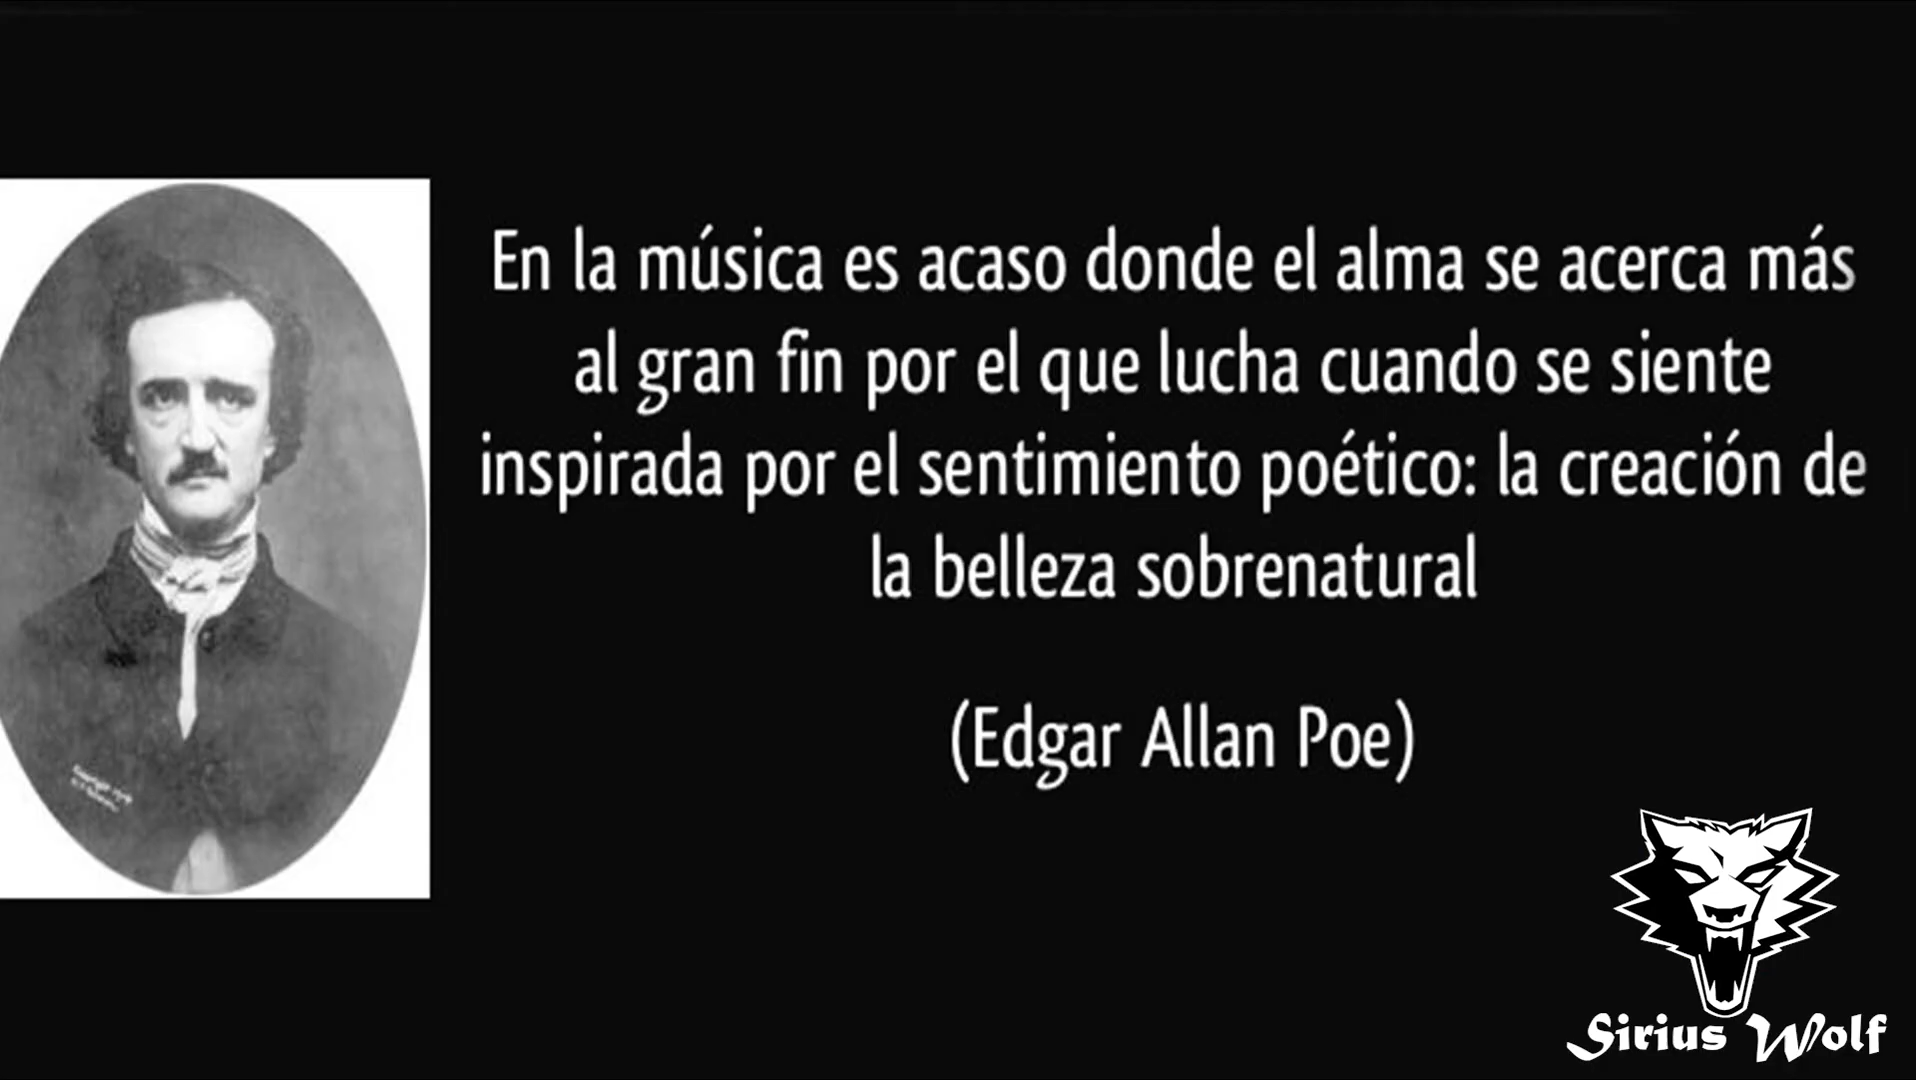 En la música es acaso donde el alma se acerca más
al gran fin por el que lucha cuando se siente
inspirada por el sentimiento poético: la creación de
la belleza sobrenatural
(Edgar Allan Poe)
Sirius Wolf